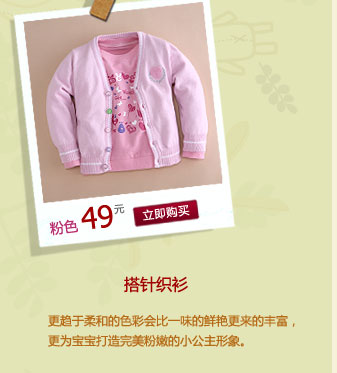 粉色 49元 立即购买
搭针织衫
更趋于柔和的色彩会比一味的鲜艳更来的丰富，
更为宝宝打造完美粉嫩的小公主形象。